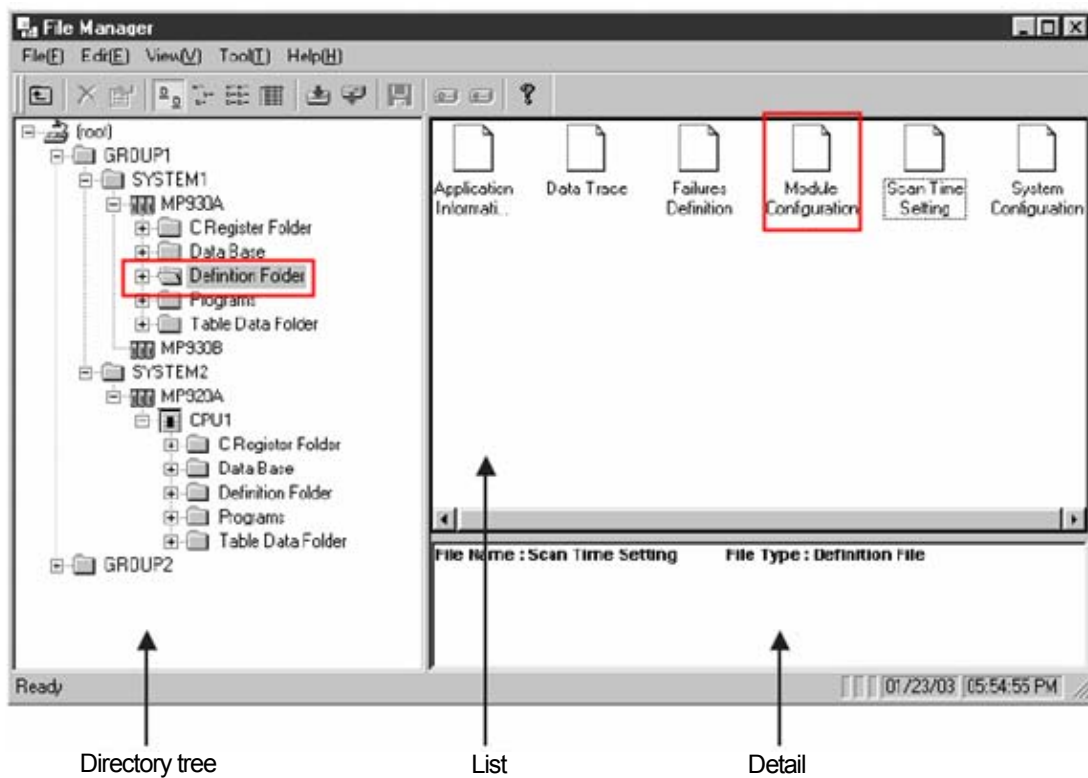 File Manager
File(F) Edit(E) View(V) Tool(T) Help(H)
(root)
GROUP1
SYSTEM1
MP930A
C Register Folder
Data Base
Definition Folder
Programs
Table Data Folder
MP930B
SYSTEM2
MP920A
CPU1
C Register Folder
Data Base
Definition Folder
Programs
Table Data Folder
GROUP2
Application
Informati...
Data Trace
Failures
Definition
Module
Configuration
Scan Time
Setting
System
Configuration
File Name : Scan Time Setting File Type : Definition File
Ready 01/23/03 05:54:55 PM
Directory tree List Detail